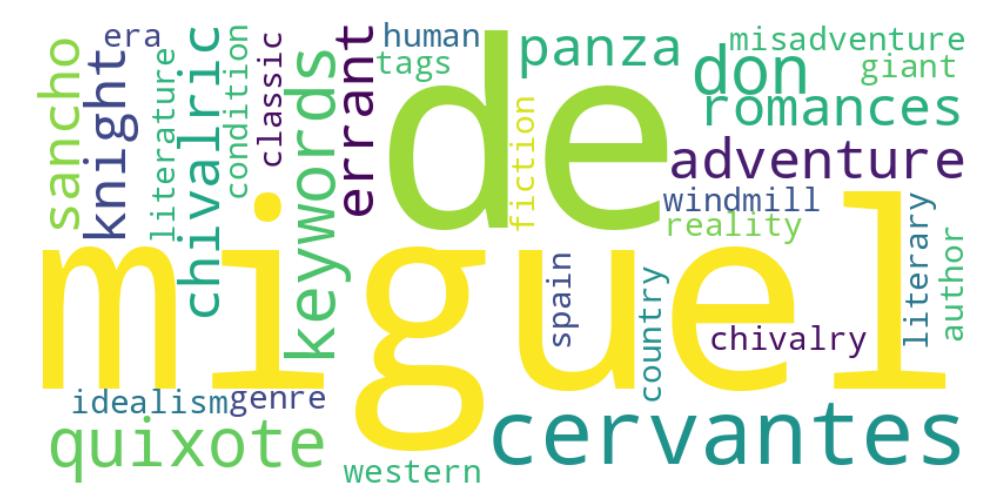 era
human
panza
misadventure
tags
giant
don
romances
sancho
knight
literature
chivalric
condition
classic
keywords
errant
de
fiction
adventure
windmill
reality
miguel
spain
country
chivalry
literary
author
idealism
genre
quixote
cervantes
western